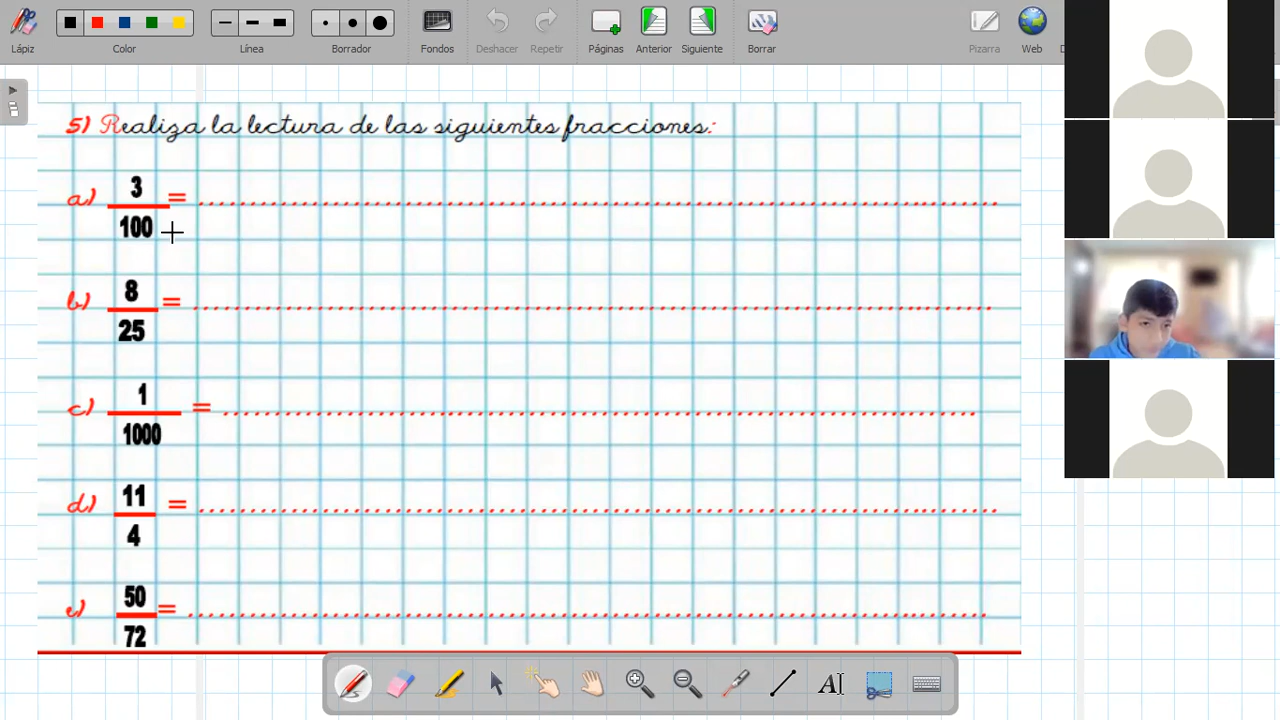 Lápiz
Color
Línea
Borrador
Fondos
Deshacer
Repetir
Páginas
Anterior
Siguiente
Borrar
Pizarra
Web
5) Realiza la lectura de las siguientes fracciones:
a) 3/100 = ................................................
b) 8/25 = ................................................
c) 1/1000 = ................................................
d) 11/4 = ................................................
e) 50/72 = ................................................
AI